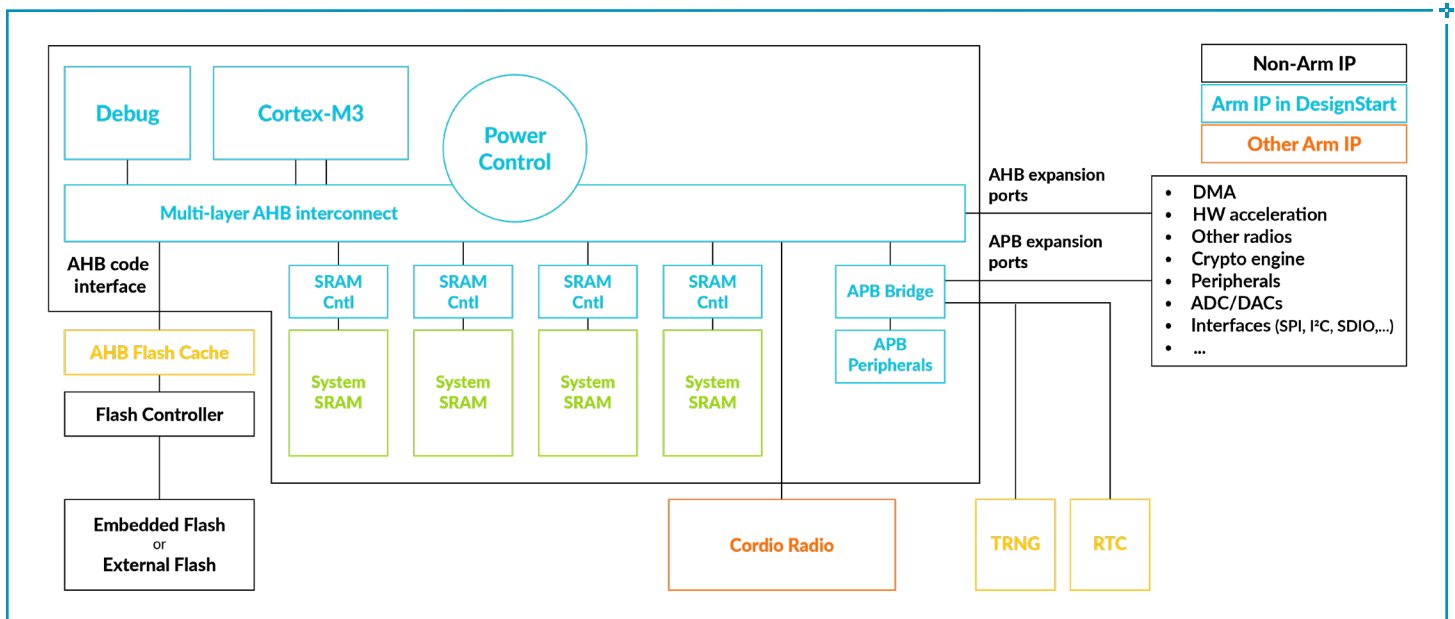 Non-Arm IP
Arm IP in DesignStart
Other Arm IP
Debug
Cortex-M3
Power
Control
Multi-layer AHB interconnect
AHB expansion
ports
APB expansion
ports
• DMA
• HW acceleration
• Other radios
• Crypto engine
• Peripherals
• ADC/DACs
• Interfaces (SPI, I²C, SDIO,...)
• ...
AHB code
interface
SRAM
Cntl
SRAM
Cntl
SRAM
Cntl
SRAM
Cntl
APB Bridge
AHB Flash Cache
System
SRAM
System
SRAM
System
SRAM
System
SRAM
APB
Peripherals
Flash Controller
Embedded Flash
or
External Flash
Cordio Radio
TRNG
RTC